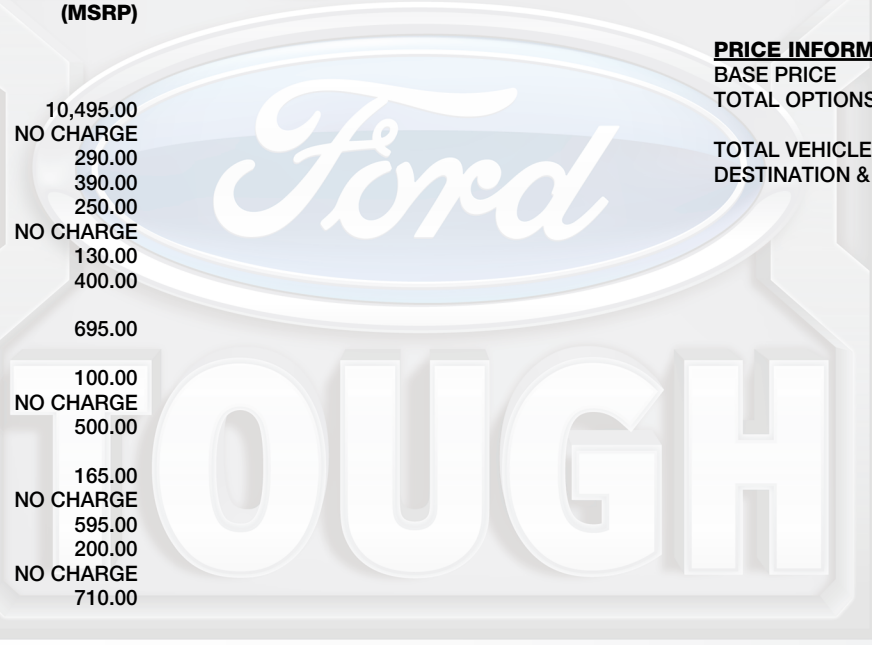 (MSRP)
10,495.00
NO CHARGE
290.00
390.00
250.00
NO CHARGE
130.00
400.00
695.00
100.00
NO CHARGE
500.00
165.00
NO CHARGE
595.00
200.00
NO CHARGE
710.00
PRICE INFORM
BASE PRICE
TOTAL OPTIONS
TOTAL VEHICLE
DESTINATION &
Ford
TOUGH